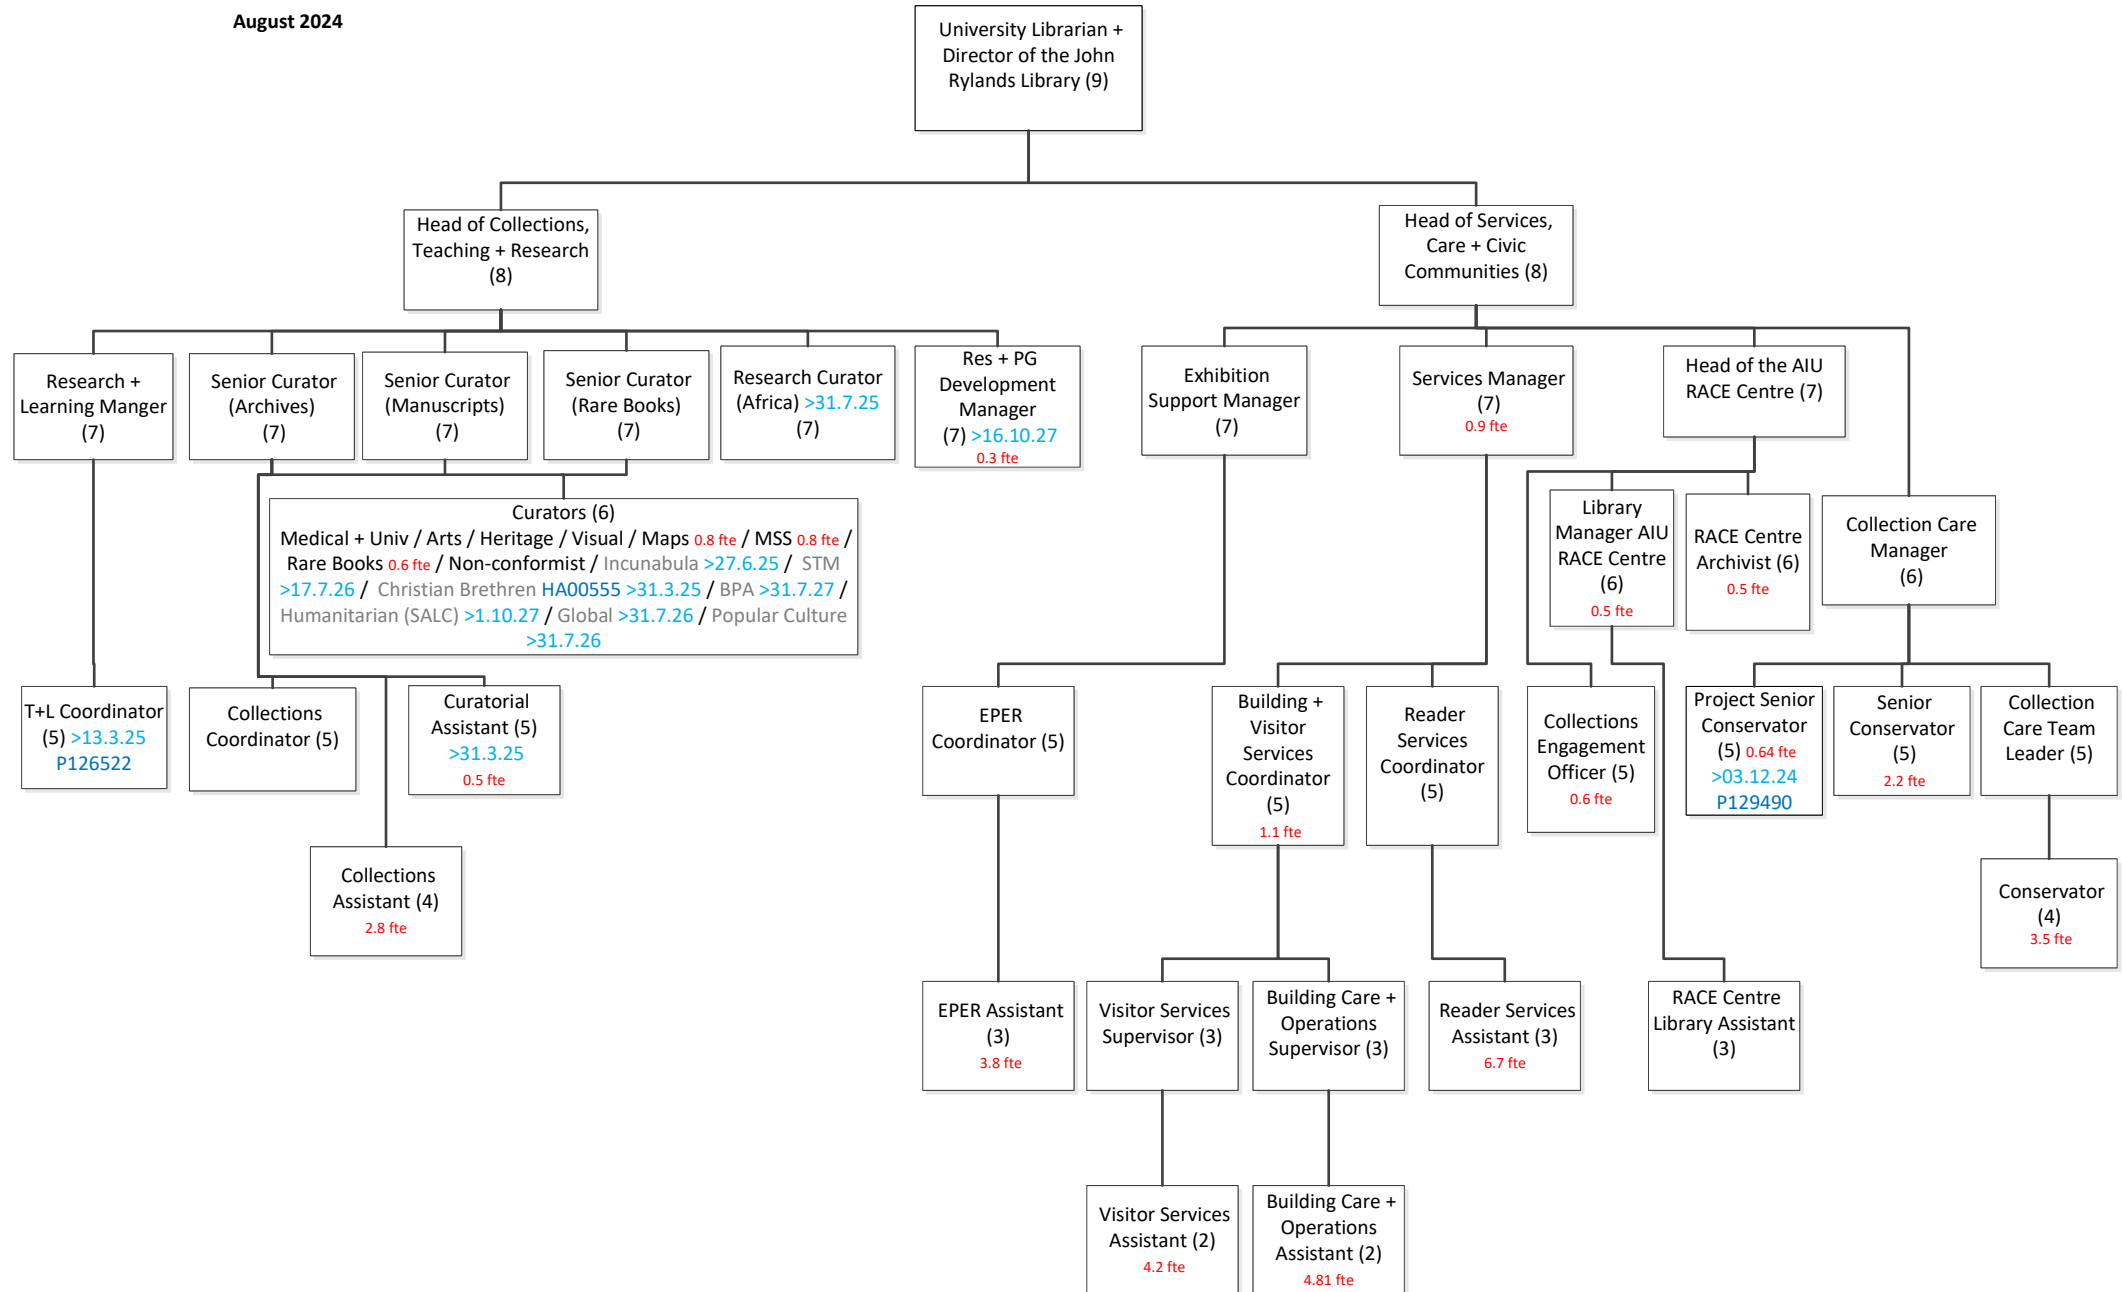 August 2024
University Librarian +
Director of the John
Rylands Library (9)
Head of Collections,
Teaching + Research
(8)
Head of Services,
Care + Civic
Communities (8)
Research +
Learning Manger
(7)
Senior Curator
(Archives)
(7)
Senior Curator
(Manuscripts)
(7)
Senior Curator
(Rare Books)
(7)
Research Curator
(Africa) >31.7.25
(7)
Res + PG
Development
Manager
(7) >16.10.27
0.3 fte
Exhibition
Support Manager
(7)
Services Manager
(7)
0.9 fte
Head of the AIU
RACE Centre (7)
Curators (6)
Medical + Univ / Arts / Heritage / Visual / Maps 0.8 fte / MSS 0.8 fte /
Rare Books 0.6 fte / Non-conformist / Incunabula >27.6.25 / STM
>17.7.26 / Christian Brethren HA00555 >31.3.25 / BPA >31.7.27 /
Humanitarian (SALC) >1.10.27 / Global >31.7.26 / Popular Culture
>31.7.26
Library
Manager AIU
RACE Centre
(6)
0.5 fte
RACE Centre
Archivist (6)
0.5 fte
Collection Care
Manager
(6)
T+L Coordinator
(5) >13.3.25
P126522
Collections
Coordinator (5)
Curatorial
Assistant (5)
>31.3.25
0.5 fte
EPER
Coordinator (5)
Building +
Visitor
Services
Coordinator
(5)
1.1 fte
Reader
Services
Coordinator
(5)
Collections
Engagement
Officer (5)
0.6 fte
Project Senior
Conservator
(5) 0.64 fte
>03.12.24
P129490
Senior
Conservator
(5)
2.2 fte
Collection
Care Team
Leader (5)
Collections
Assistant (4)
2.8 fte
Conservator
(4)
3.5 fte
EPER Assistant
(3)
3.8 fte
Visitor Services
Supervisor (3)
Building Care +
Operations
Supervisor (3)
Reader Services
Assistant (3)
6.7 fte
RACE Centre
Library Assistant
(3)
Visitor Services
Assistant (2)
4.2 fte
Building Care +
Operations
Assistant (2)
4.81 fte